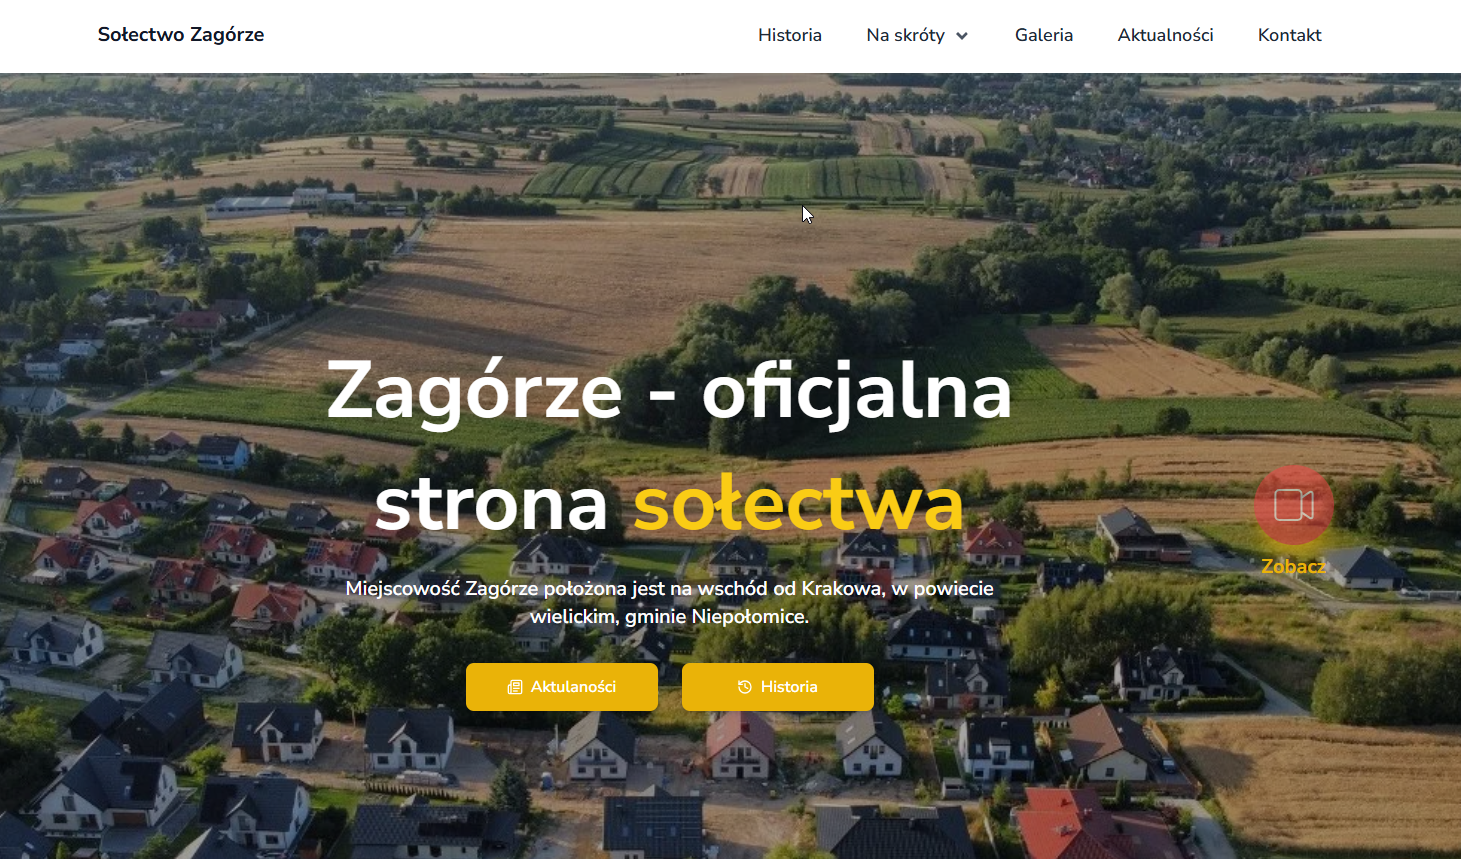 Sołectwo Zagórze
Historia
Na skróty
Galeria
Aktualności
Kontakt
Zagórze - oficjalna
strona sołectwa
Zobacz
Miejscowość Zagórze położona jest na wschód od Krakowa, w powiecie
wielickim, gminie Niepołomice.
Aktulaności
Historia